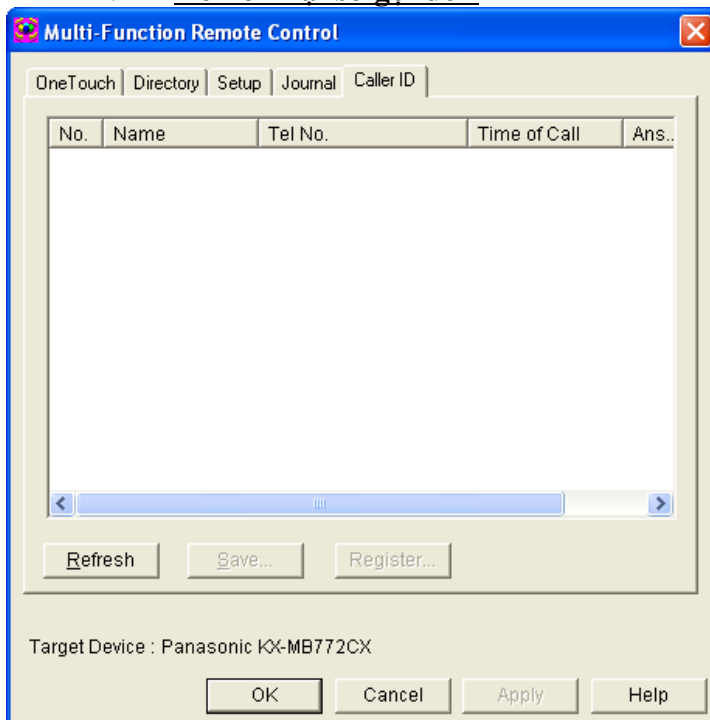 Multi-Function Remote Control
OneTouch Directory Setup Journal Caller ID
No. Name Tel No. Time of Call Ans..
Refresh Save... Register...
Target Device : Panasonic KX-MB772CX
OK Cancel Apply Help